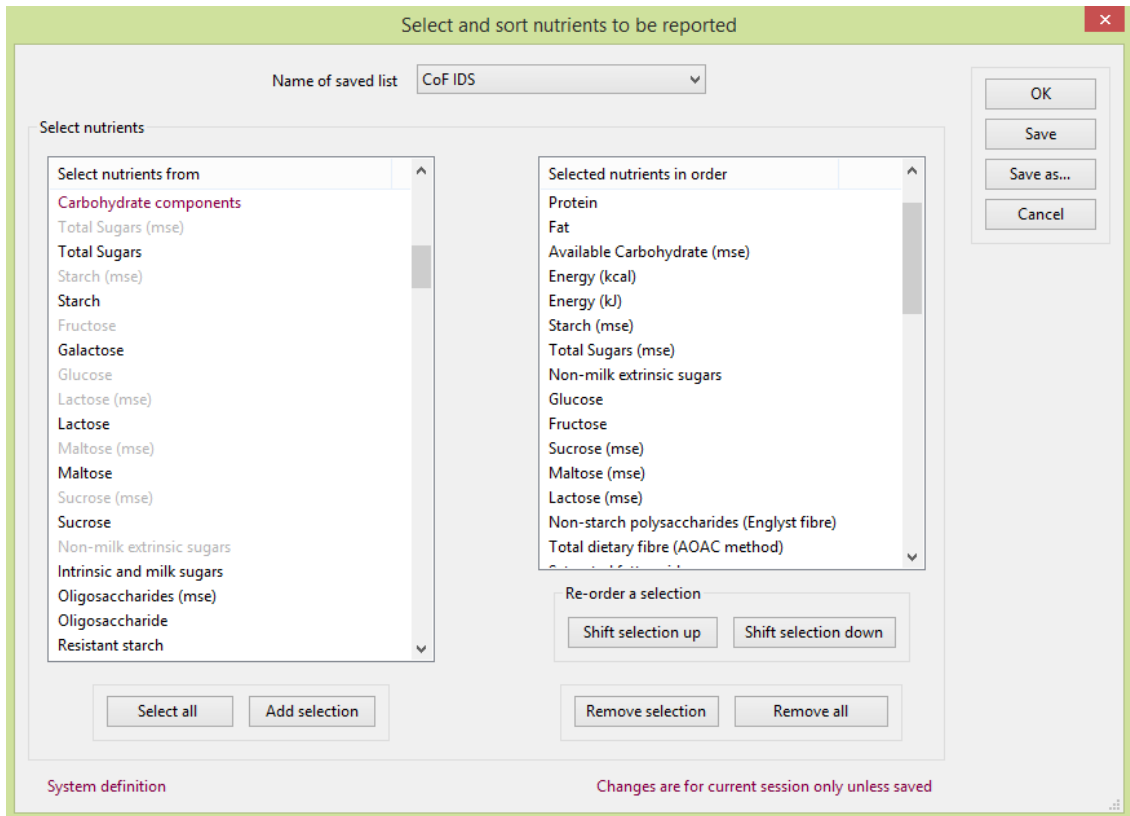 Select and sort nutrients to be reported
Name of saved list
CoF IDS
OK
Save
Save as...
Cancel
Select nutrients
Select nutrients from
Carbohydrate components
Total Sugars (mse)
Total Sugars
Starch (mse)
Starch
Fructose
Galactose
Glucose
Lactose (mse)
Lactose
Maltose (mse)
Maltose
Sucrose (mse)
Sucrose
Non-milk extrinsic sugars
Intrinsic and milk sugars
Oligosaccharides (mse)
Oligosaccharide
Resistant starch
Select all
Add selection
Selected nutrients in order
Protein
Fat
Available Carbohydrate (mse)
Energy (kcal)
Energy (kJ)
Starch (mse)
Total Sugars (mse)
Non-milk extrinsic sugars
Glucose
Fructose
Sucrose (mse)
Maltose (mse)
Lactose (mse)
Non-starch polysaccharides (Englyst fibre)
Total dietary fibre (AOAC method)
Re-order a selection
Shift selection up
Shift selection down
Remove selection
Remove all
System definition
Changes are for current session only unless saved